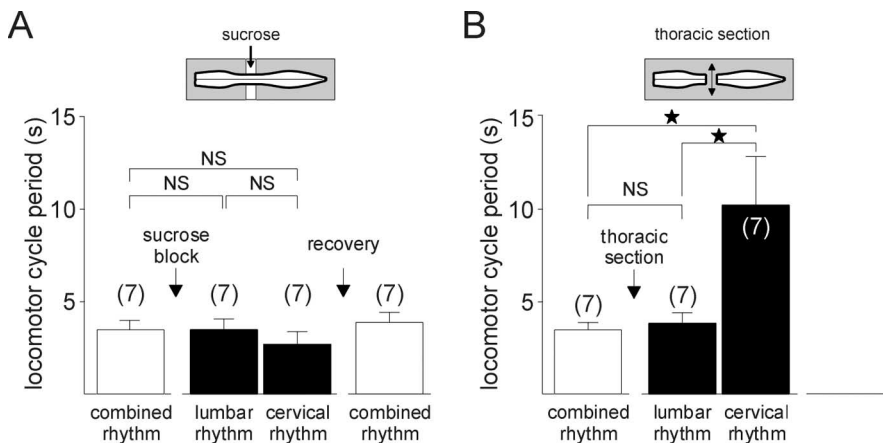 A
sucrose
locomotor cycle period (s)
15
10
5
NS
NS
NS
sucrose
block
recovery
(7)
(7)
(7)
(7)
combined
rhythm
lumbar
rhythm
cervical
rhythm
combined
rhythm
B
thoracic section
locomotor cycle period (s)
15
10
5
★
★
NS
thoracic
section
(7)
(7)
(7)
combined
rhythm
lumbar
rhythm
cervical
rhythm